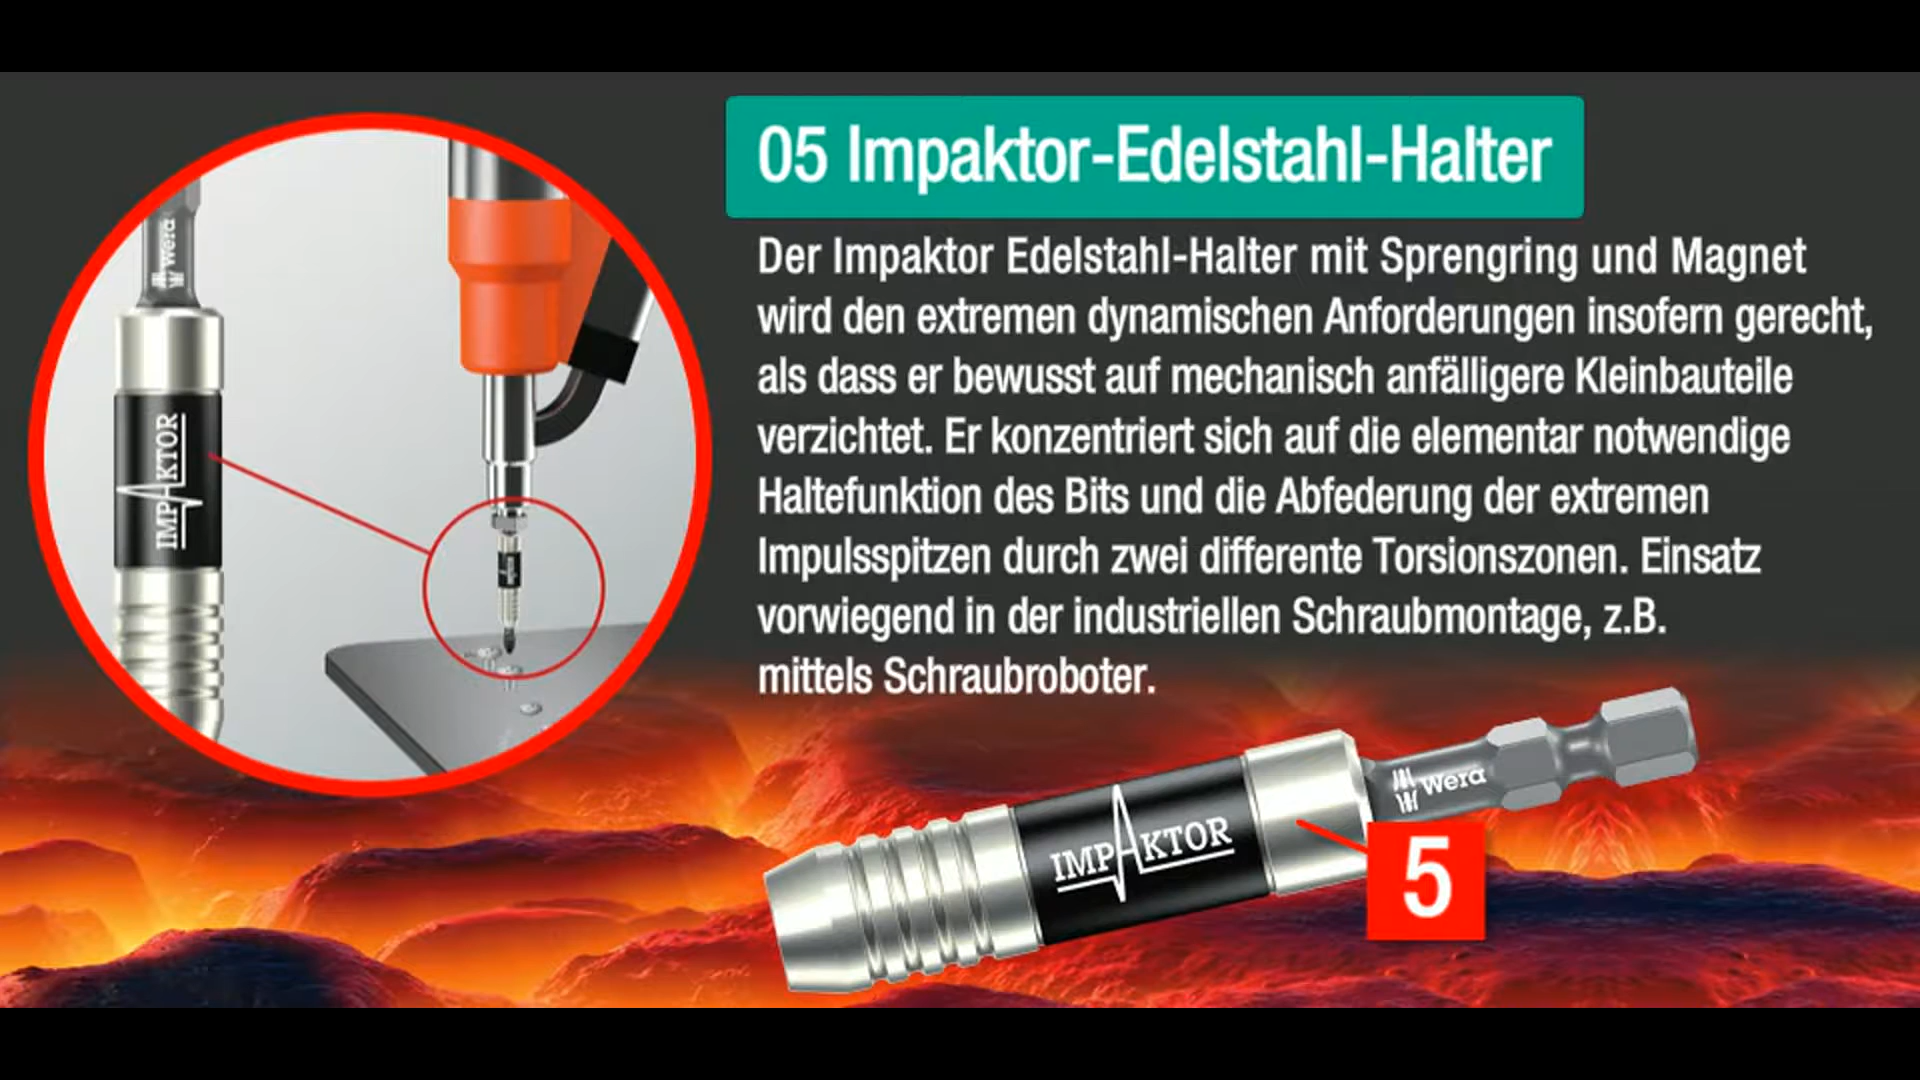 05 Impaktor-Edelstahl-Halter
Der Impaktor Edelstahl-Halter mit Sprengring und Magnet
wird den extremen dynamischen Anforderungen insofern gerecht,
als dass er bewusst auf mechanisch anfälligere Kleinbauteile
verzichtet. Er konzentriert sich auf die elementar notwendige
Haltefunktion des Bits und die Abfederung der extremen
Impulsspitzen durch zwei differente Torsionszonen. Einsatz
vorwiegend in der industriellen Schraubmontage, z.B.
mittels Schraubroboter.
Wera
IMPAKTOR
Wera
IMPAKTOR
5